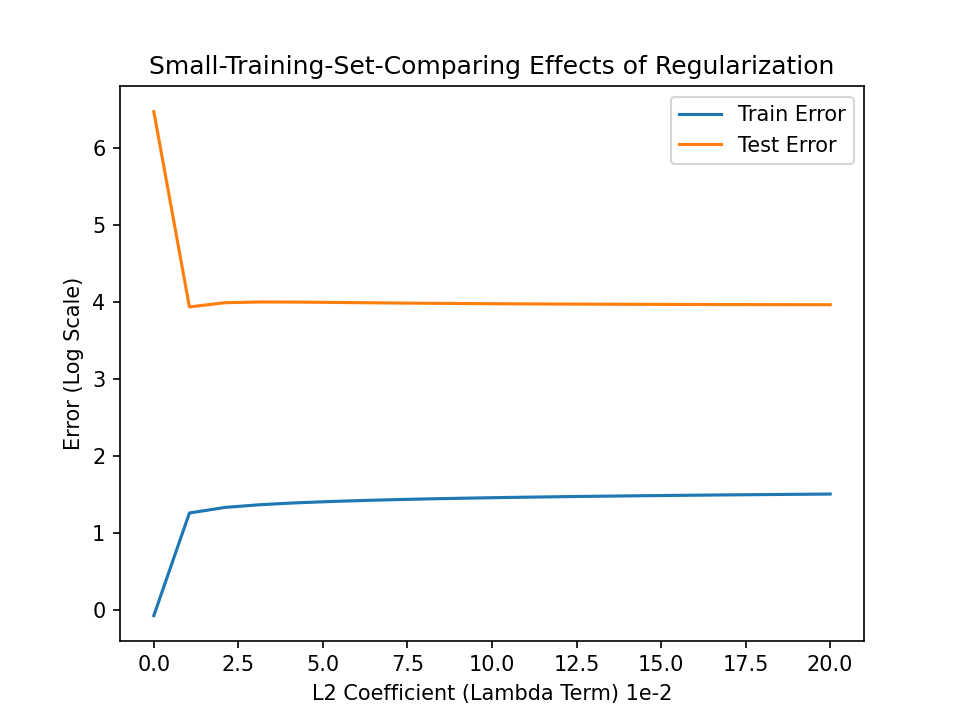 Small-Training-Set-Comparing Effects of Regularization
Train Error
Test Error
Error (Log Scale)
6
5
4
3
2
1
0
0.0 2.5 5.0 7.5 10.0 12.5 15.0 17.5 20.0
L2 Coefficient (Lambda Term) 1e-2